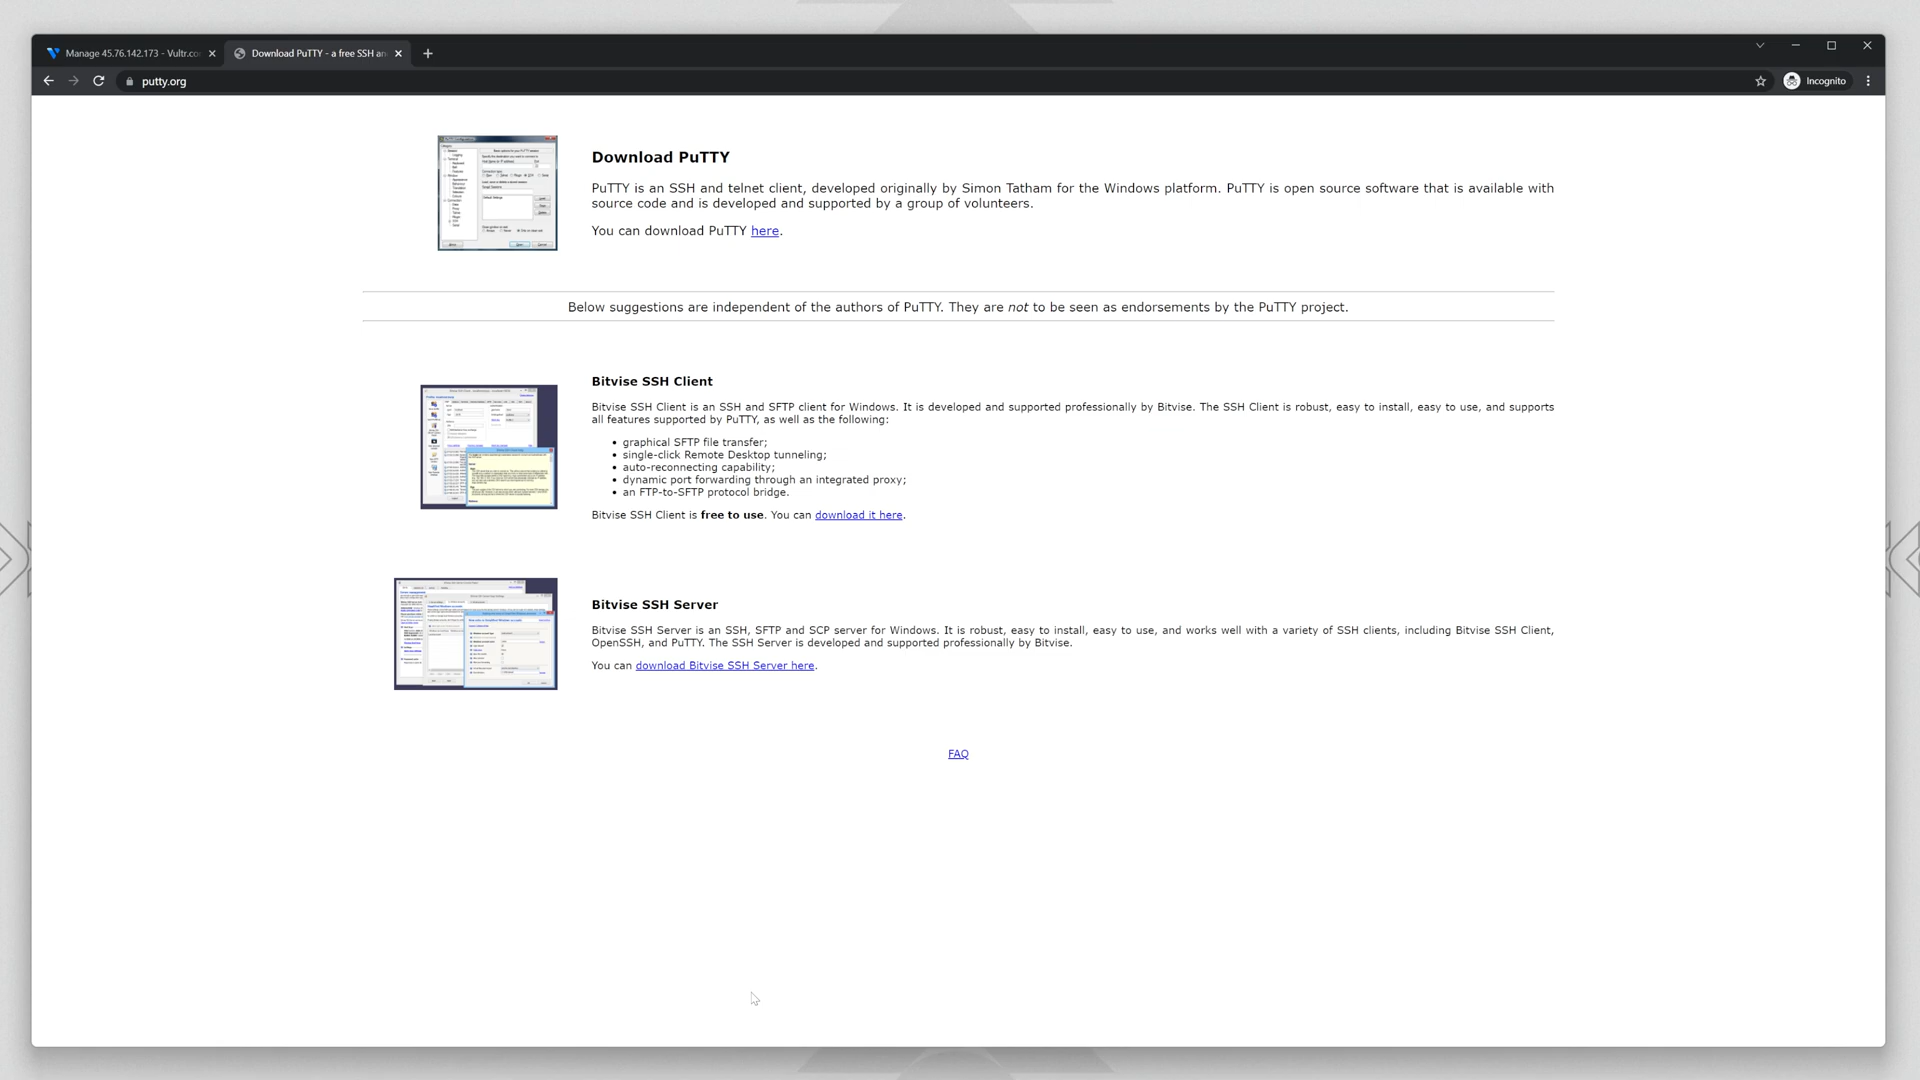 Manage 45.76.142.173 - Vultr.co
Download PuTTY - a free SSH an
putty.org
Incognito
Download PuTTY
PuTTY is an SSH and telnet client, developed originally by Simon Tatham for the Windows platform. PuTTY is open source software that is available with
source code and is developed and supported by a group of volunteers.
You can download PuTTY here.
Below suggestions are independent of the authors of PuTTY. They are not to be seen as endorsements by the PuTTY project.
Bitvise SSH Client
Bitvise SSH Client is an SSH and SFTP client for Windows. It is developed and supported professionally by Bitvise. The SSH Client is robust, easy to install, easy to use, and supports
all features supported by PuTTY, as well as the following:
• graphical SFTP file transfer;
• single-click Remote Desktop tunneling;
• auto-reconnecting capability;
• dynamic port forwarding through an integrated proxy;
• an FTP-to-SFTP protocol bridge.
Bitvise SSH Client is free to use. You can download it here.
Bitvise SSH Server
Bitvise SSH Server is an SSH, SFTP and SCP server for Windows. It is robust, easy to install, easy to use, and works well with a variety of SSH clients, including Bitvise SSH Client,
OpenSSH, and PuTTY. The SSH Server is developed and supported professionally by Bitvise.
You can download Bitvise SSH Server here.
FAQ